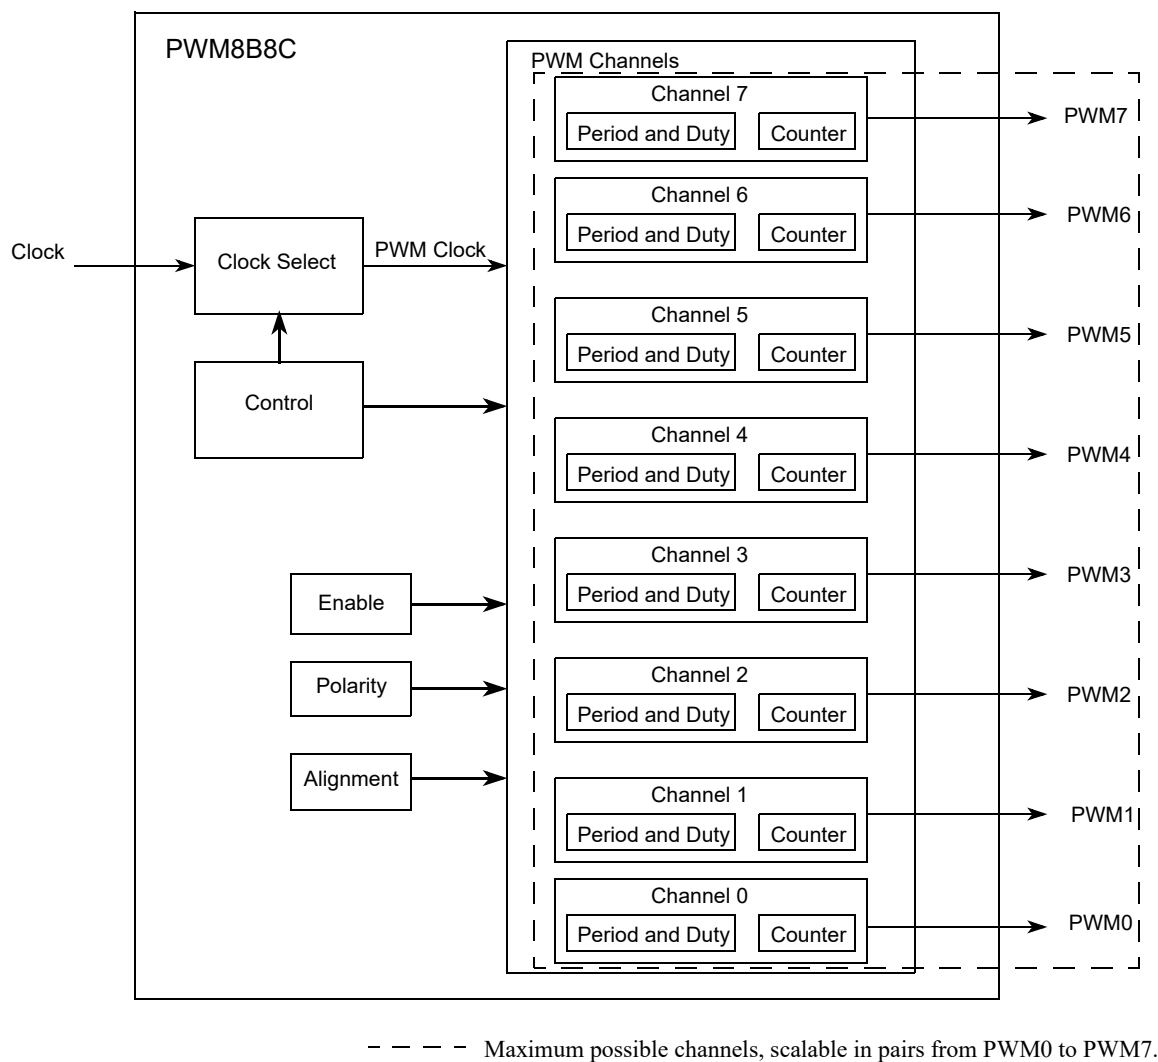 PWM8B8C
PWM Channels
Channel 7
Period and Duty
Counter
PWM7
Channel 6
Period and Duty
Counter
PWM6
Clock
Clock Select
PWM Clock
Channel 5
Period and Duty
Counter
PWM5
Control
Channel 4
Period and Duty
Counter
PWM4
Channel 3
Period and Duty
Counter
PWM3
Enable
Channel 2
Period and Duty
Counter
PWM2
Polarity
Alignment
Channel 1
Period and Duty
Counter
PWM1
Channel 0
Period and Duty
Counter
PWM0
Maximum possible channels, scalable in pairs from PWM0 to PWM7.